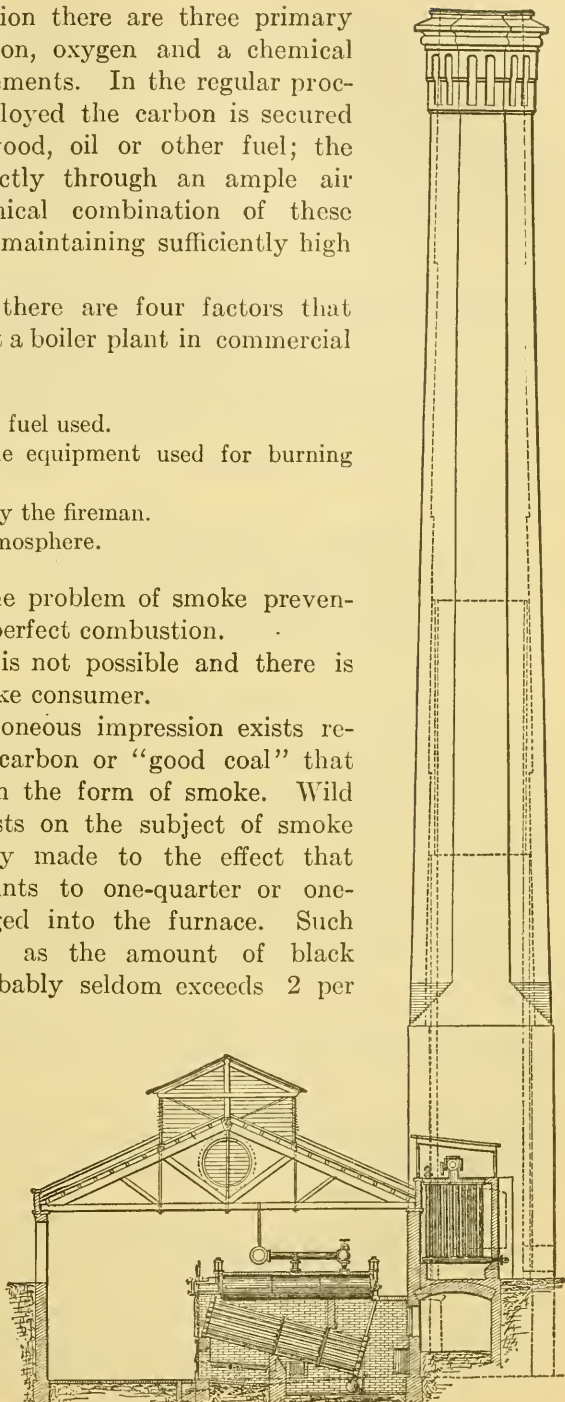 ion there are three primary
on, oxygen and a chemical
ements. In the regular proc-
loyed the carbon is secured
ood, oil or other fuel; the
ctly through an ample air
nical combination of these
maintaining sufficiently high
there are four factors that
a boiler plant in commercial
fuel used.
e equipment used for burning
y the fireman.
mosphere.
e problem of smoke preven-
perfect combustion.
is not possible and there is
ke consumer.
oneous impression exists re-
carbon or “good coal” that
n the form of smoke. Wild
sts on the subject of smoke
y made to the effect that
nts to one-quarter or one-
ged into the furnace. Such
as the amount of black
bably seldom exceeds 2 per